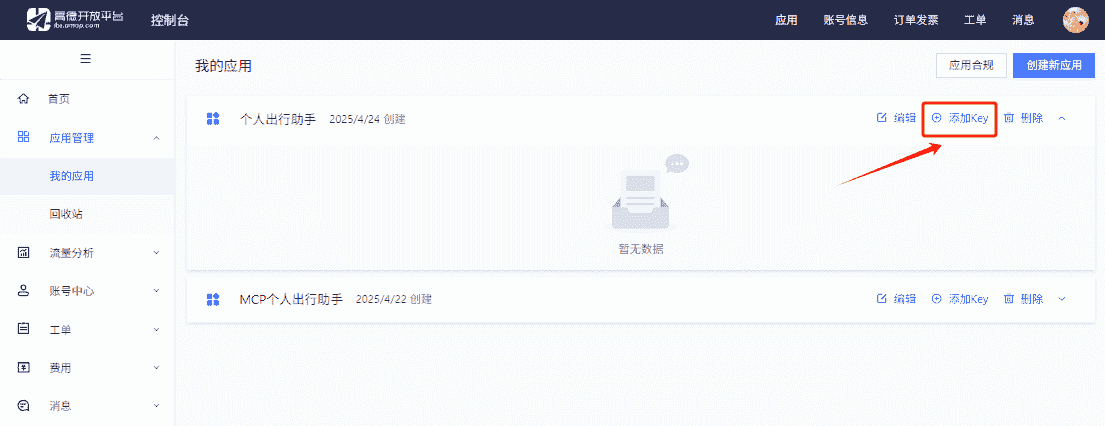 高德开放平台 控制台 应用 账号信息 订单发票 工单 消息
lbs.amap.com
我的应用 应用合规 创建新应用
首页
个人出行助手 2025/4/24 创建 编辑 添加Key 删除
应用管理
我的应用
回收站
暂无数据
流量分析
账号中心
MCP个人出行助手 2025/4/22 创建 编辑 添加Key 删除
工单
费用
消息